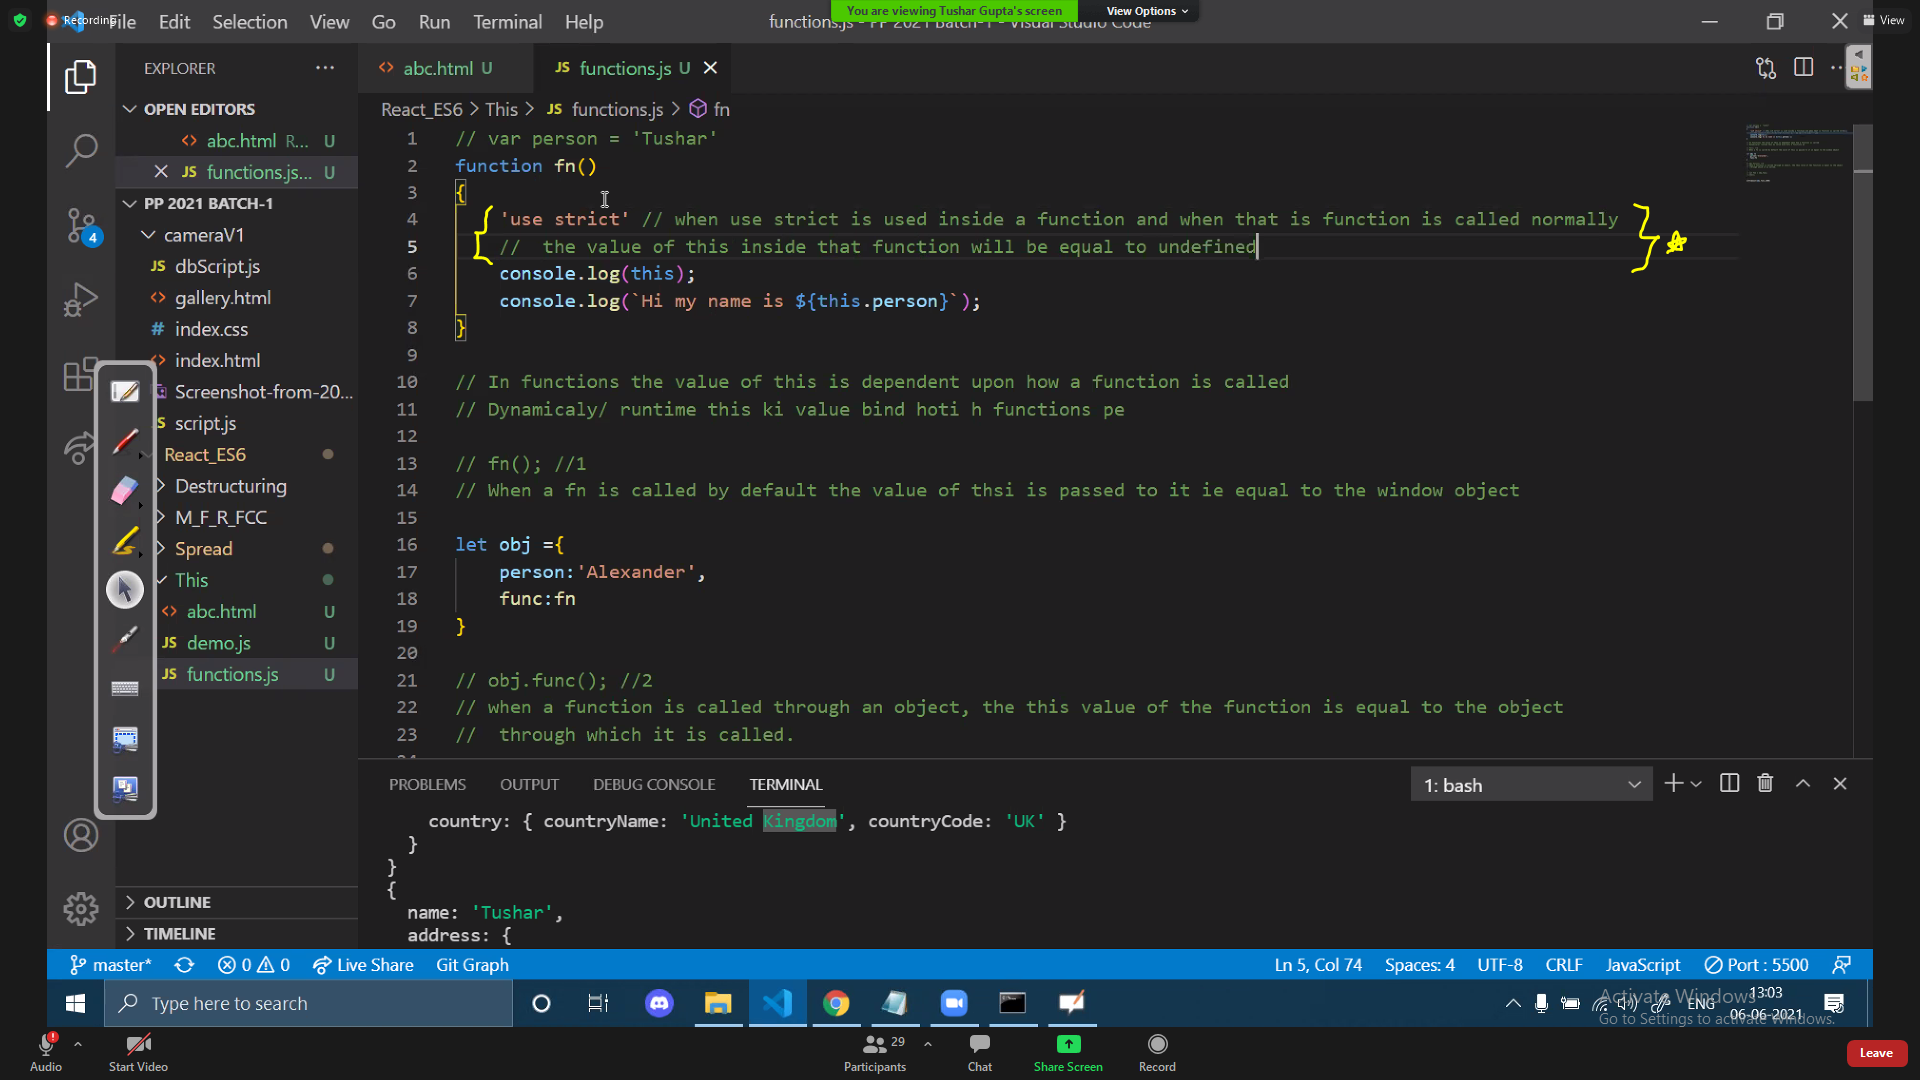 Recording
File Edit Selection View Go Run Terminal Help
functions.js - PP 2021 Batch-1 - Visual Studio Code
You are viewing Tushar Gupta's screen
View Options
View
EXPLORER
OPEN EDITORS
abc.html R... U
functions.js... U
PP 2021 BATCH-1
cameraV1
dbScript.js
gallery.html
index.css
index.html
Screenshot-from-20...
script.js
React_ES6
Destructuring
M_F_R_FCC
Spread
This
abc.html U
demo.js U
functions.js U
OUTLINE
TIMELINE
4
abc.html U
JS functions.js U
React_ES6 > This > JS functions.js > fn
1 // var person = 'Tushar'
2 function fn()
3 {
4 'use strict' // when use strict is used inside a function and when that is function is called normally
5 //  the value of this inside that function will be equal to undefined
6 console.log(this);
7 console.log(`Hi my name is ${this.person}`);
8 }
9
10 // In functions the value of this is dependent upon how a function is called
11 // Dynamicaly/ runtime this ki value bind hoti h functions pe
12
13 // fn(); //1
14 // When a fn is called by default the value of thsi is passed to it ie equal to the window object
15
16 let obj ={
17 person:'Alexander',
18 func:fn
19 }
20
21 // obj.func(); //2
22 // when a function is called through an object, the this value of the function is equal to the object
23 //  through which it is called.
PROBLEMS OUTPUT DEBUG CONSOLE TERMINAL
1: bash
country: { countryName: 'United Kingdom', countryCode: 'UK' }
}
}
{
name: 'Tushar',
address: {
master* 0 0 Live Share Git Graph
Ln 5, Col 74 Spaces: 4 UTF-8 CRLF JavaScript Port : 5500
Type here to search
Activate Windows
Go to Settings to activate Windows.
ENG
13:03
06-06-2021
Audio
Start Video
29
Participants
Chat
Share Screen
Record
Leave